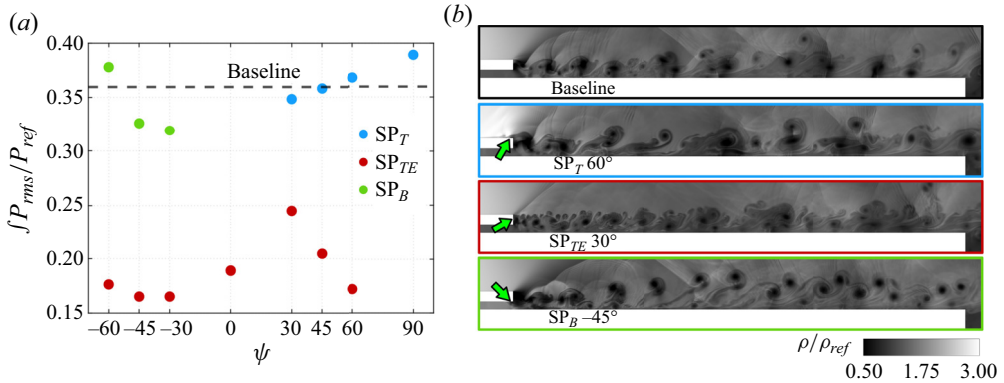 (a)
0.40
0.35
0.30
0.25
0.20
0.15
∫P_rms/P_ref
Baseline
SP_T
SP_TE
SP_B
–60 –45 –30 0 30 45 60 90
ψ
(b)
Baseline
SP_T 60°
SP_TE 30°
SP_B –45°
ρ/ρ_ref
0.50 1.75 3.00